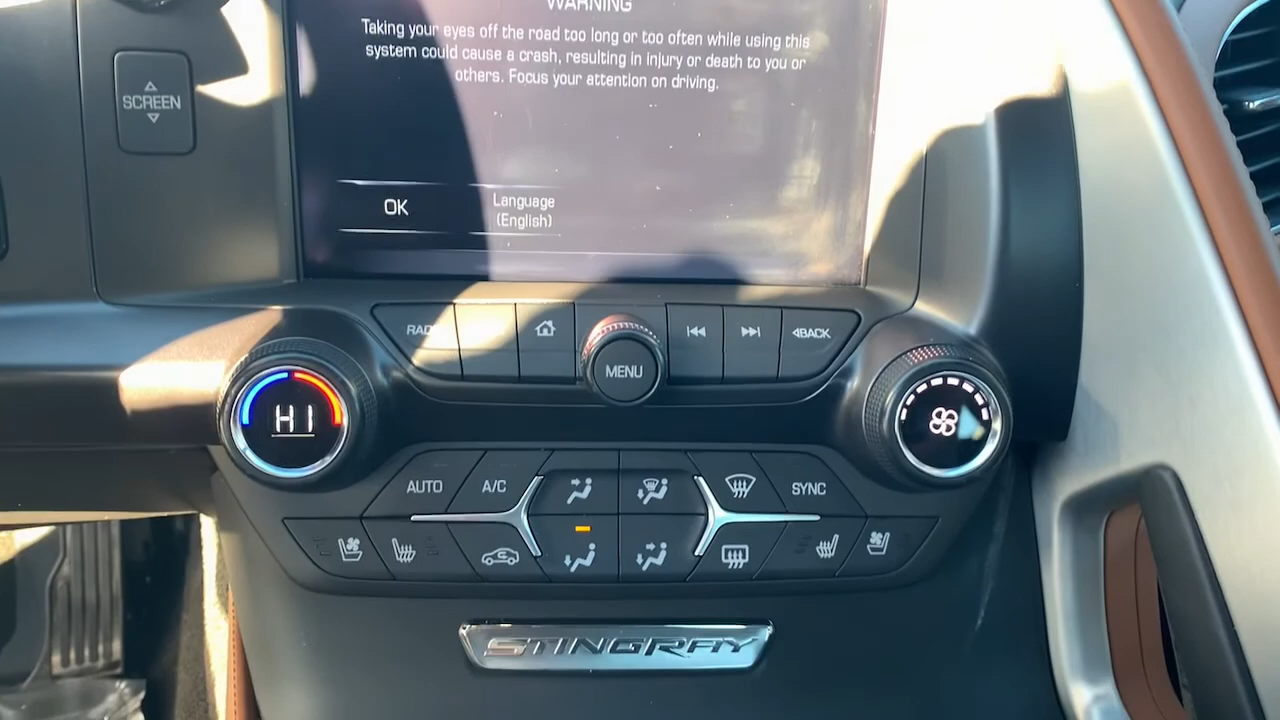 WARNING
Taking your eyes off the road too long or too often while using this
system could cause a crash, resulting in injury or death to you or
others. Focus your attention on driving.
SCREEN
OK
Language
(English)
BACK
MENU
HI
AUTO
A/C
SYNC
STINGRAY